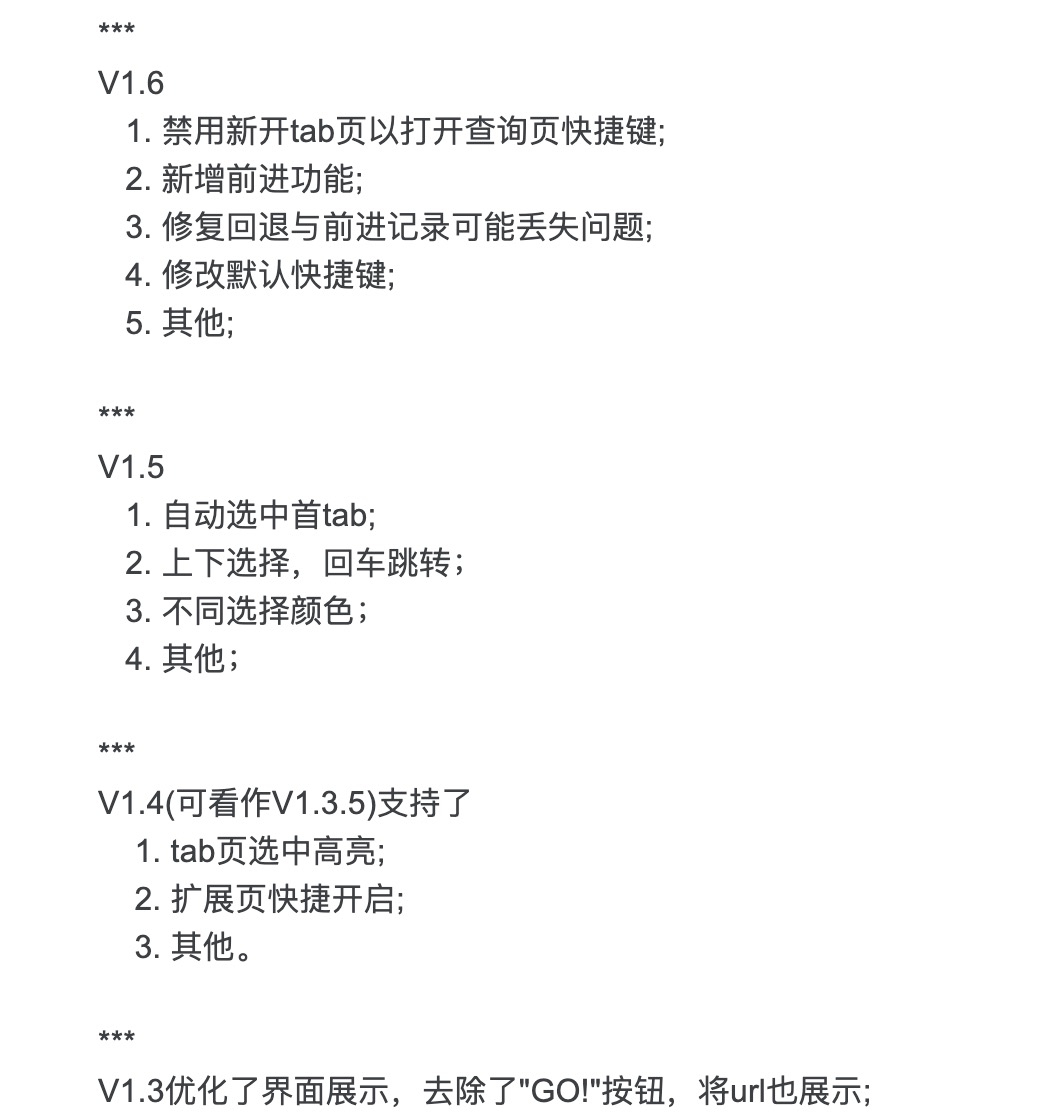 ***
V1.6
1. 禁用新开tab页以打开查询页快捷键;
2. 新增前进功能;
3. 修复回退与前进记录可能丢失问题;
4. 修改默认快捷键;
5. 其他;
***
V1.5
1. 自动选中首tab;
2. 上下选择，回车跳转；
3. 不同选择颜色；
4. 其他；
***
V1.4(可看作V1.3.5)支持了
1. tab页选中高亮;
2. 扩展页快捷开启;
3. 其他。
***
V1.3优化了界面展示，去除了"GO!"按钮，将url也展示;